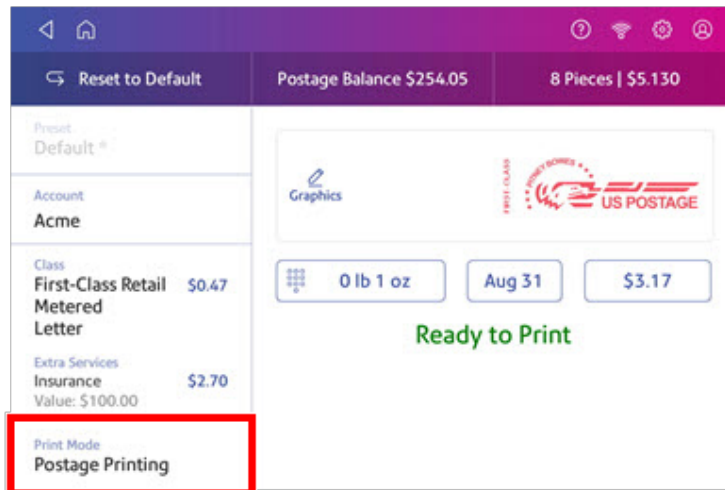 Reset to Default
Postage Balance $254.05
8 Pieces | $5.130
Preset
Default *
Account
Acme
Class
First-Class Retail $0.47
Metered
Letter
Extra Services
Insurance $2.70
Value: $100.00
Print Mode
Postage Printing
Graphics
FIRST-CLASS
PITNEY BOWES
US POSTAGE
0 lb 1 oz
Aug 31
$3.17
Ready to Print